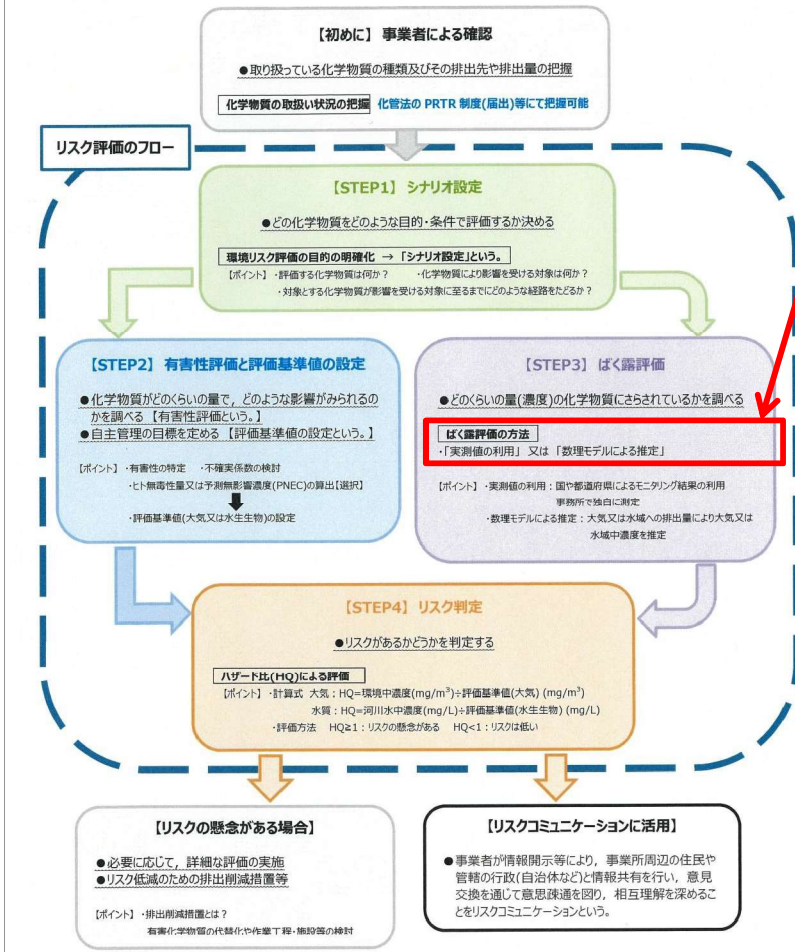 【初めに】 事業者による確認
●取り扱っている化学物質の種類及びその排出先や排出量の把握
化学物質の取扱い状況の把握 化管法の PRTR 制度(届出)等にて把握可能
リスク評価のフロー
【STEP1】 シナリオ設定
●どの化学物質をどのような目的・条件で評価するか決める
環境リスク評価の目的の明確化 → 「シナリオ設定」という。
【ポイント】 ・評価する化学物質は何か？ ・化学物質により影響を受ける対象は何か？
・対象とする化学物質が影響を受ける対象に至るまでにどのような経路をたどるか？
【STEP2】 有害性評価と評価基準値の設定
●化学物質がどのくらいの量で，どのような影響がみられるの
かを調べる 【有害性評価という。】
●自主管理の目標を定める 【評価基準値の設定という。】
【ポイント】 ・有害性の特定 ・不確実係数の検討
・ヒト無毒性量又は予測無影響濃度(PNEC)の算出【選択】
・評価基準値(大気又は水生生物)の設定
【STEP3】 ばく露評価
●どのくらいの量(濃度)の化学物質にさらされているかを調べる
ばく露評価の方法
・「実測値の利用」 又は 「数理モデルによる推定」
【ポイント】 ・実測値の利用：国や都道府県によるモニタリング結果の利用
事務所で独自に測定
・数理モデルによる推定：大気又は水域への排出量により大気又は
水域中濃度を推定
【STEP4】 リスク判定
●リスクがあるかどうかを判定する
ハザード比(HQ)による評価
【ポイント】 ・計算式 大気：HQ=環境中濃度(mg/m³)÷評価基準値(大気) (mg/m³)
水質：HQ=河川水中濃度(mg/L)÷評価基準値(水生生物) (mg/L)
・評価方法 HQ≧1：リスクの懸念がある HQ<1：リスクは低い
【リスクの懸念がある場合】
●必要に応じて，詳細な評価の実施
●リスク低減のための排出削減措置等
【ポイント】 ・排出削減措置とは？
有害化学物質の代替化や作業工程・施設等の検討
【リスクコミュニケーションに活用】
●事業者が情報開示等により，事業所周辺の住民や
管轄の行政(自治体など)と情報共有を行い，意見
交換を通じて意思疎通を図り，相互理解を深めるこ
とをリスクコミュニケーションという。